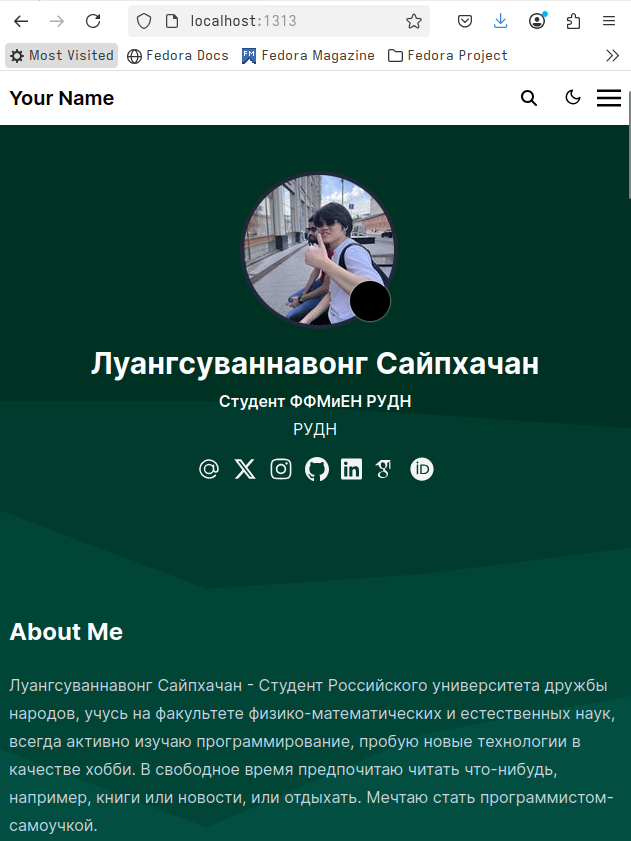 localhost:1313
Most Visited Fedora Docs FM Fedora Magazine Fedora Project
Your Name
Луангсуваннавонг Сайпхачан
Студент ФФМиЕН РУДН
РУДН
in iD
About Me
Луангсуваннавонг Сайпхачан - Студент Российского университета дружбы
народов, учусь на факультете физико-математических и естественных наук,
всегда активно изучаю программирование, пробую новые технологии в
качестве хобби. В свободное время предпочитаю читать что-нибудь,
например, книги или новости, или отдыхать. Мечтаю стать программистом-
самоучкой.